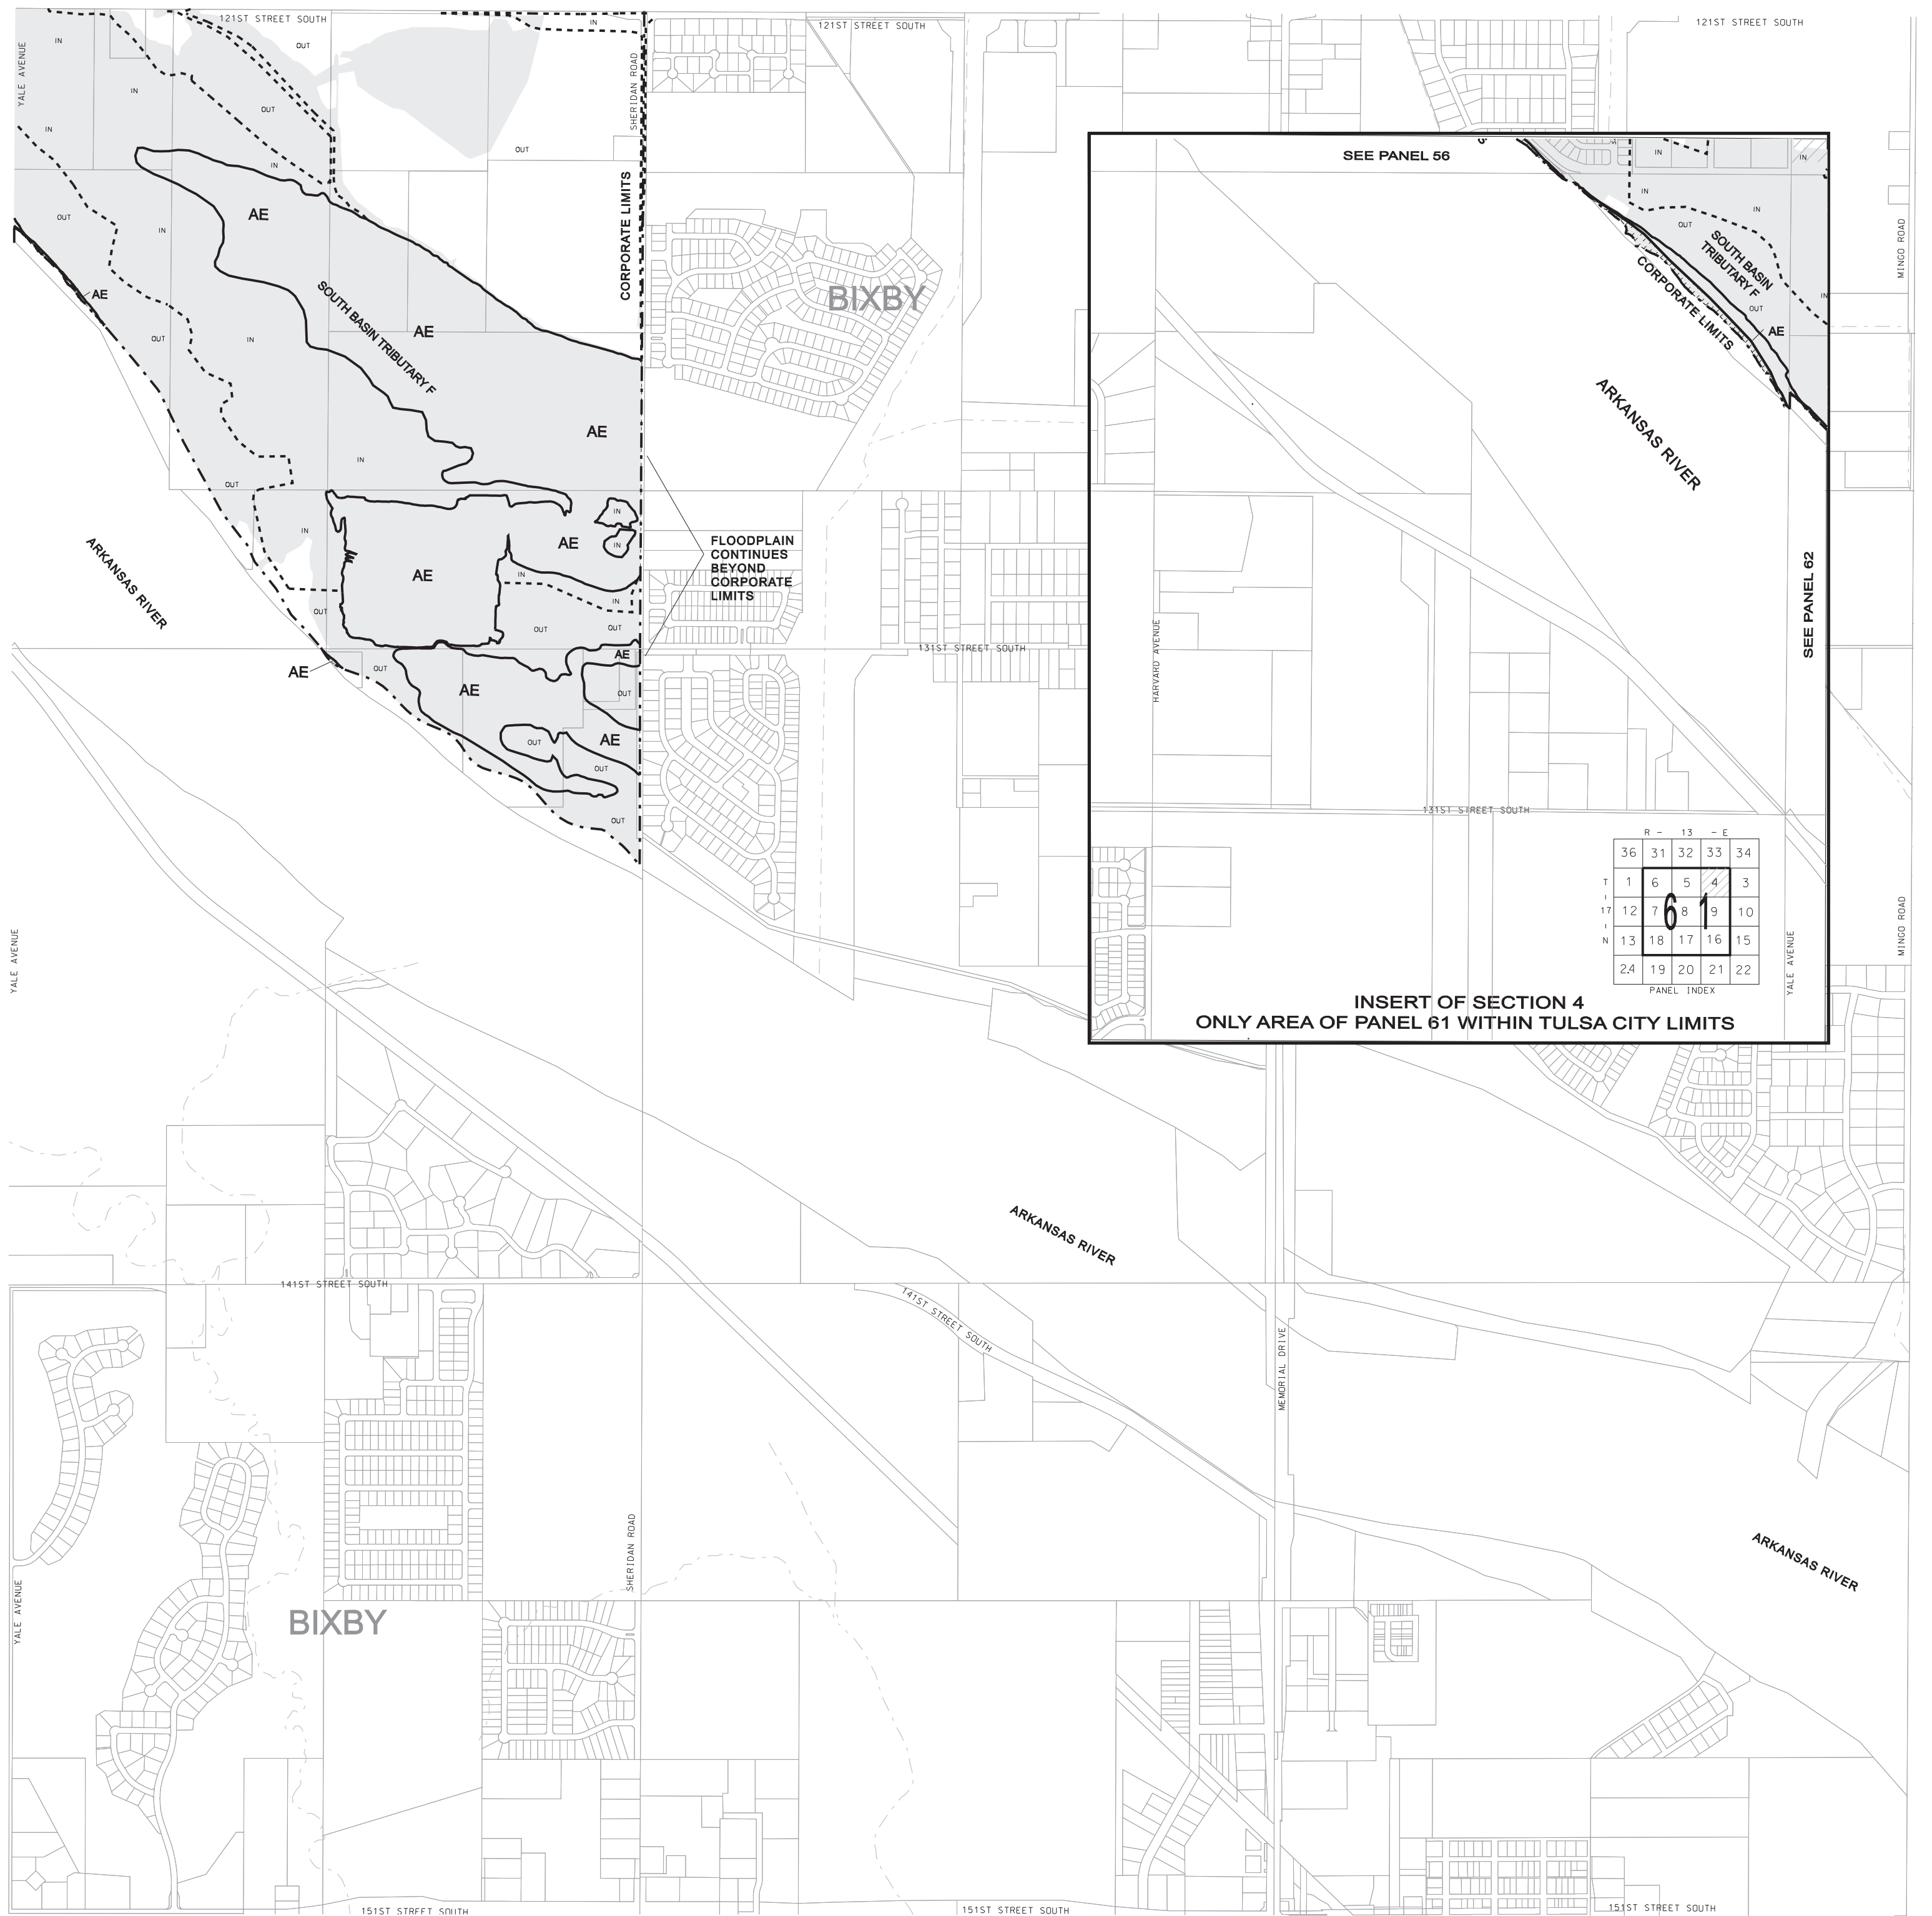 121ST STREET SOUTH
121ST STREET SOUTH
121ST STREET SOUTH
YALE AVENUE
IN
OUT
IN
IN
OUT
IN
OUT
IN
IN
SHERIDAN ROAD
CORPORATE LIMITS
AE
OUT
IN
AE
SOUTH BASIN TRIBUTARY F
AE
OUT
IN
AE
IN
OUT
IN
AE
AE
IN
IN
IN
IN
OUT
OUT
OUT
ARKANSAS RIVER
AE
OUT
AE
AE
OUT
AE
OUT
OUT
OUT
BIXBY
FLOODPLAIN
CONTINUES
BEYOND
CORPORATE
LIMITS
131ST STREET SOUTH
SEE PANEL 56
IN
IN
IN
IN
OUT
SOUTH BASIN
TRIBUTARY F
IN
OUT
AE
CORPORATE LIMITS
ARKANSAS RIVER
SEE PANEL 62
HARVARD AVENUE
131ST STREET SOUTH
R - 13 - E
36 31 32 33 34
T 1 6 5 4 3
-
17 12 7 8 9 10
-
N 13 18 17 16 15
24 19 20 21 22
61
PANEL INDEX
YALE AVENUE
INSERT OF SECTION 4
ONLY AREA OF PANEL 61 WITHIN TULSA CITY LIMITS
MINGO ROAD
MINGO ROAD
YALE AVENUE
ARKANSAS RIVER
141ST STREET SOUTH
141ST STREET SOUTH
MEMORIAL DRIVE
SHERIDAN ROAD
ARKANSAS RIVER
YALE AVENUE
BIXBY
151ST STREET SOUTH
151ST STREET SOUTH
151ST STREET SOUTH